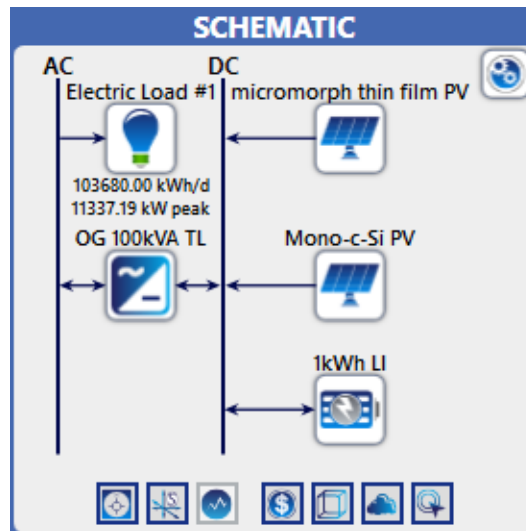 SCHEMATIC
AC DC
Electric Load #1 micromorph thin film PV
103680.00 kWh/d
11337.19 kW peak
OG 100kVA TL Mono-c-Si PV
1kWh LI